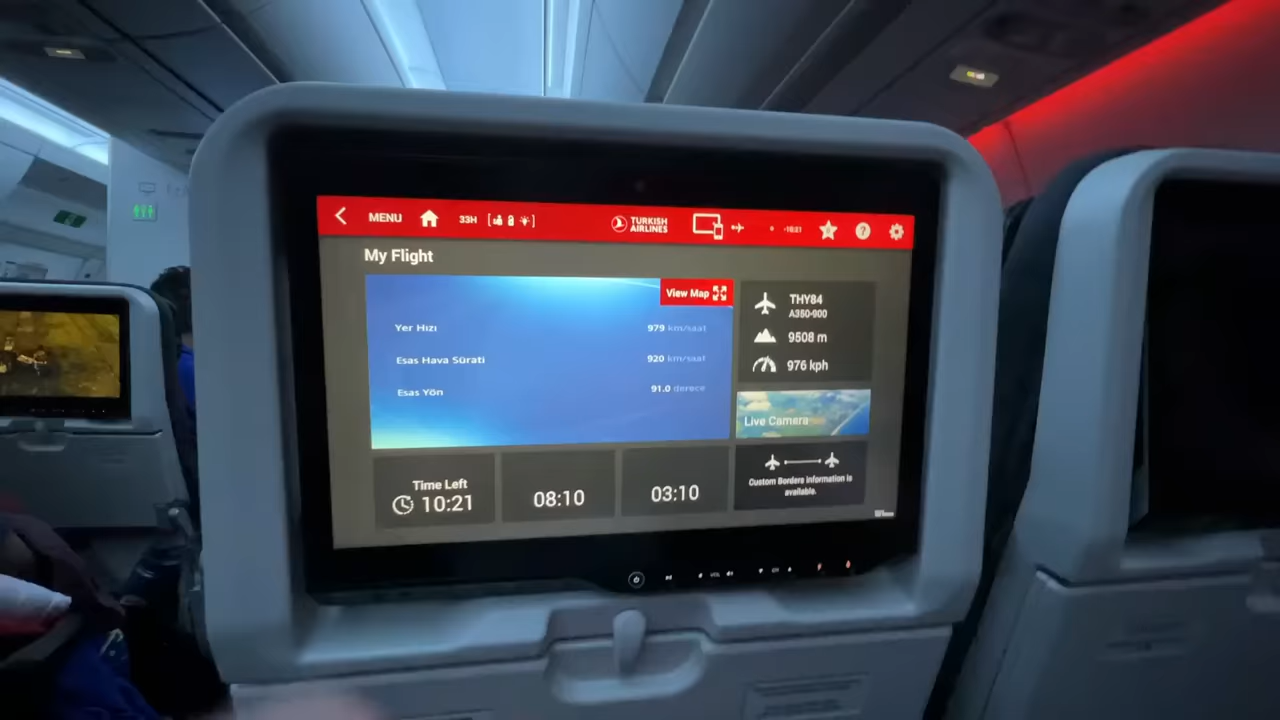 MENU
33H
TURKISH
AIRLINES
-10:21
My Flight
View Map
Yer Hızı
979 km/saat
Esas Hava Sürati
920 km/saat
Esas Yön
91.0 derece
THY84
A350-900
9508 m
976 kph
Live Camera
Time Left
10:21
08:10
03:10
Custom Borders information is
available.